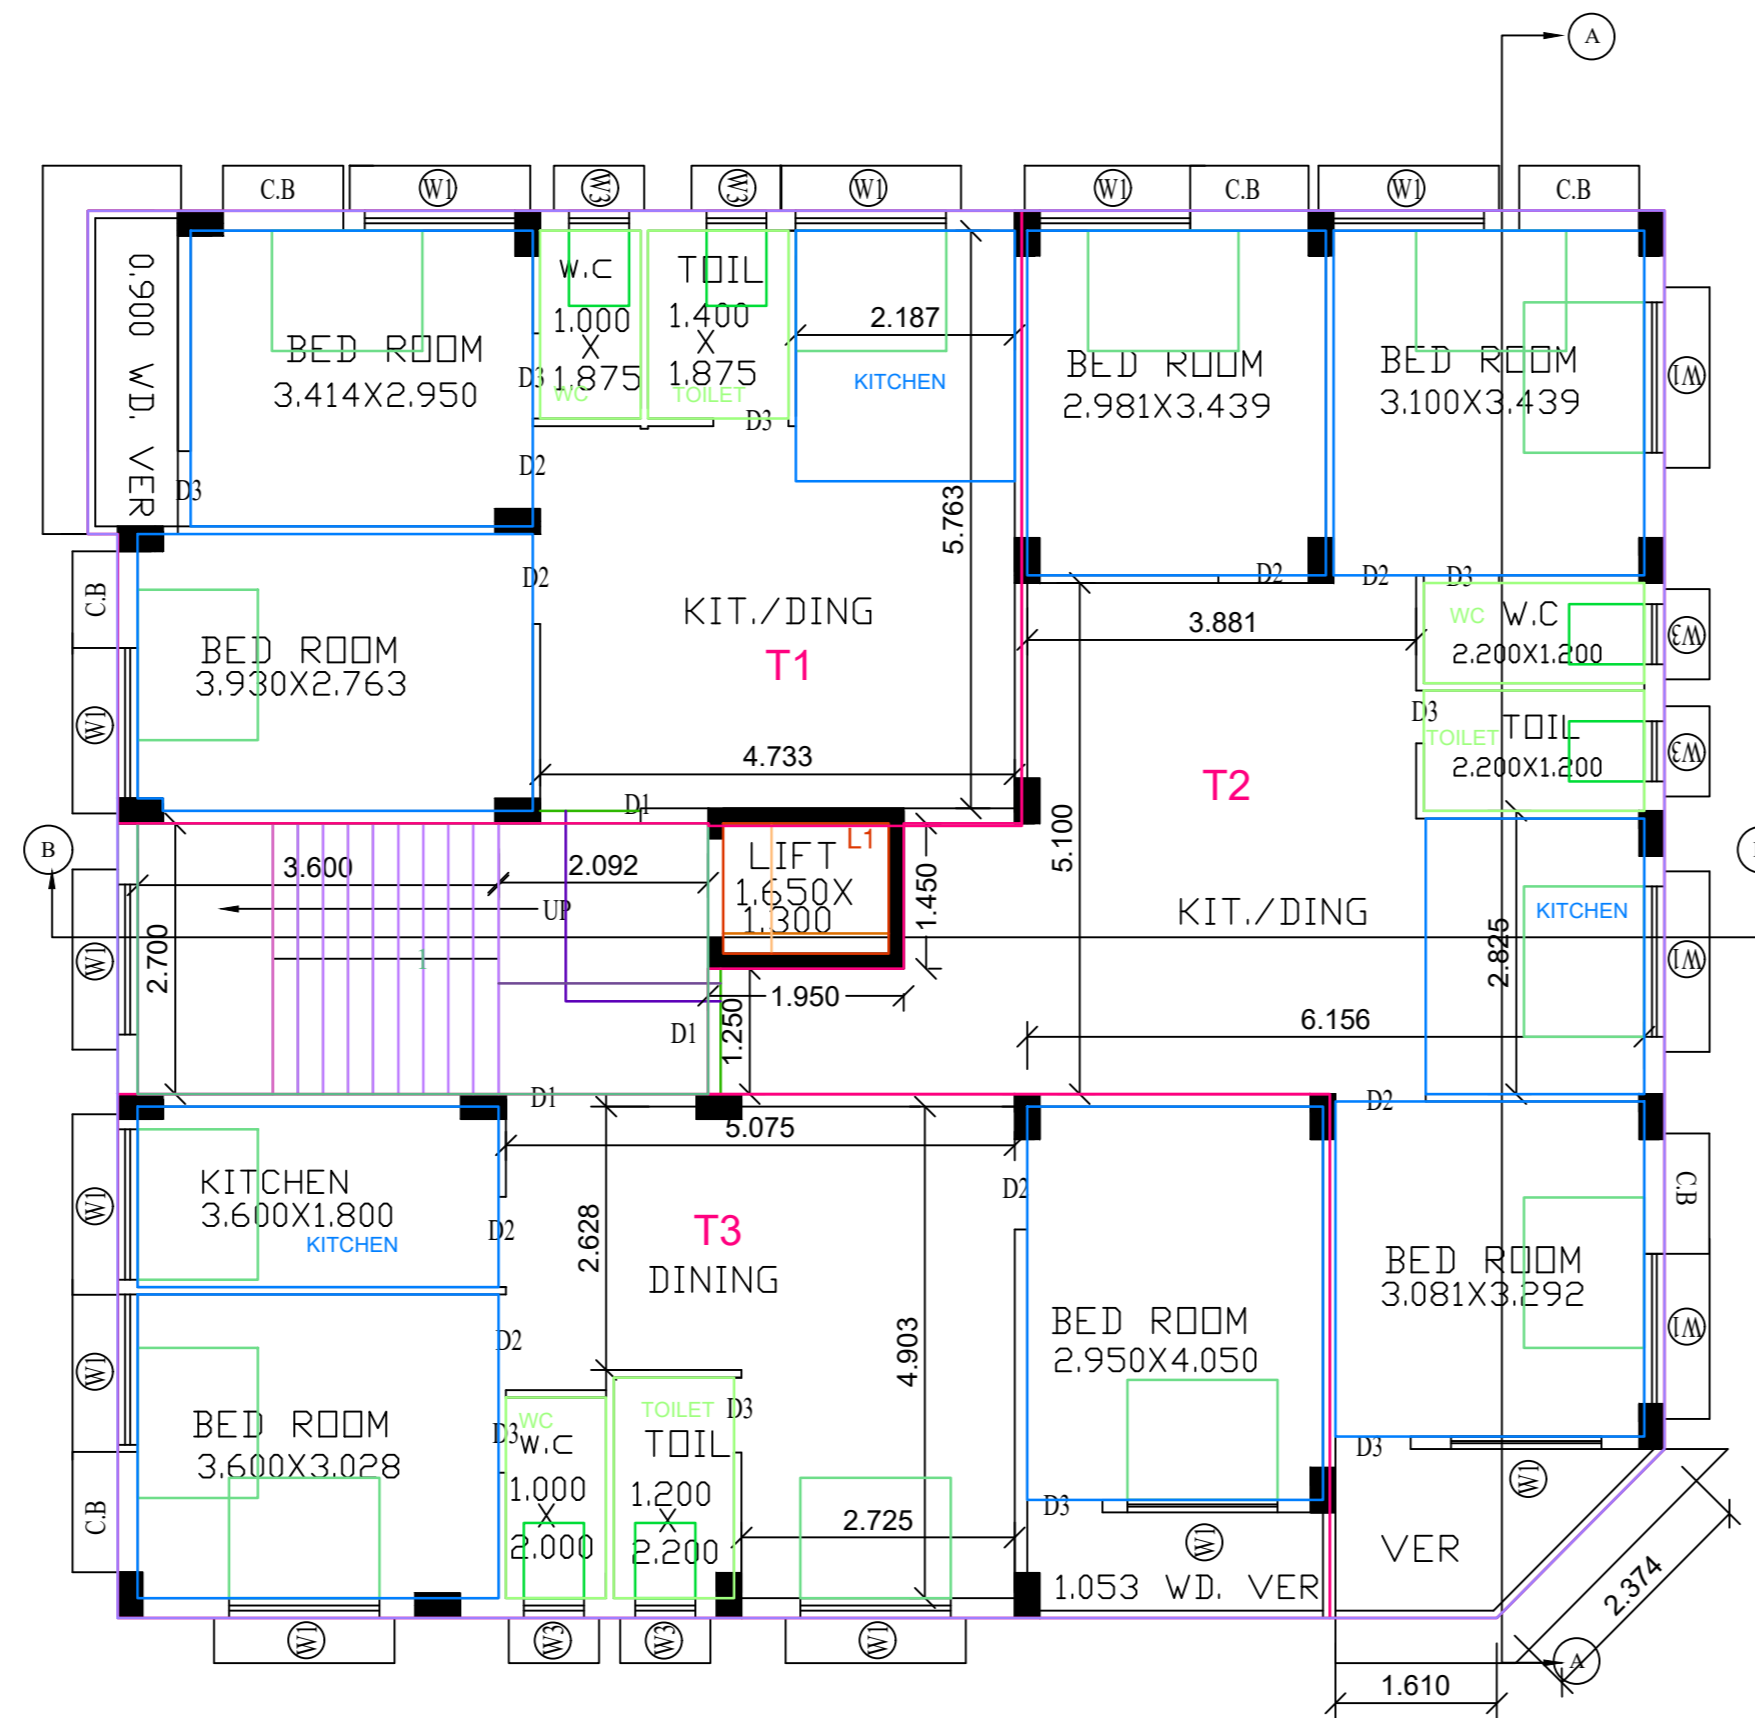 A
C.B
W1
W3
W3
W1
W1
C.B
W1
C.B
0.900 WD. VER
BED ROOM
3.414X2.950
D3
D2
W.C
1.000
X
1.875
WC
D3
TOIL
1.400
X
1.875
TOILET
D3
2.187
KITCHEN
5.763
BED ROOM
2.981X3.439
BED ROOM
3.100X3.439
W1
D2
D2
D3
C.B
W1
BED ROOM
3.930X2.763
D2
KIT./DING
T1
4.733
D1
3.881
WC
W.C
2.200X1.200
W3
D3
TOILET
TOIL
2.200X1.200
W3
T2
5.100
B
W1
3.600
2.092
UP
2.700
1
LIFT
L1
1.650X
1.300
1.450
1.950
1.250
D1
KIT./DING
KITCHEN
2.825
W1
6.156
D1
D2
5.075
W1
KITCHEN
3.600X1.800
KITCHEN
D2
2.628
T3
DINING
4.903
D2
BED ROOM
2.950X4.050
BED ROOM
3.081X3.292
C.B
W1
W1
D2
BED ROOM
3.600X3.028
C.B
WC
D3
W.C
1.000
X
2.000
TOILET
D3
TOIL
1.200
X
2.200
2.725
D3
W1
1.053 WD. VER
D3
W1
VER
2.374
W1
W3
W3
W1
A
1.610